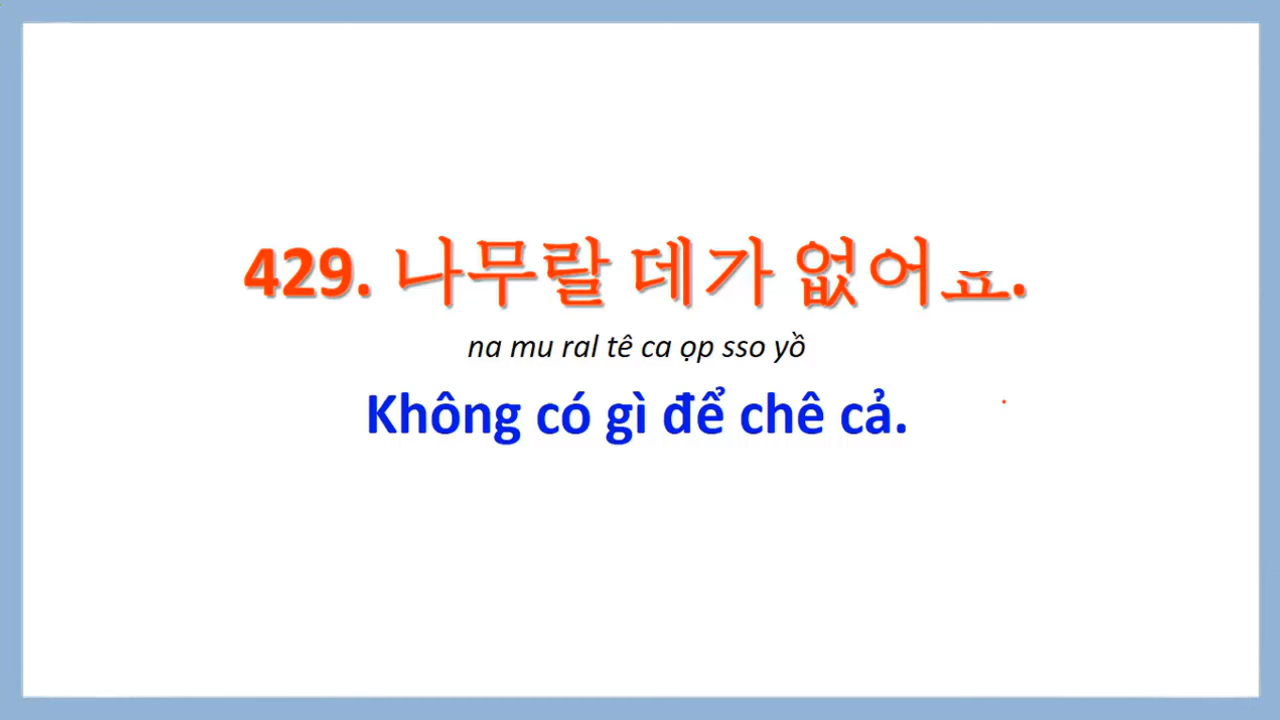 429. 나무랄 데가 없어요.
na mu ral tê ca ọp sso yồ
Không có gì để chê cả.